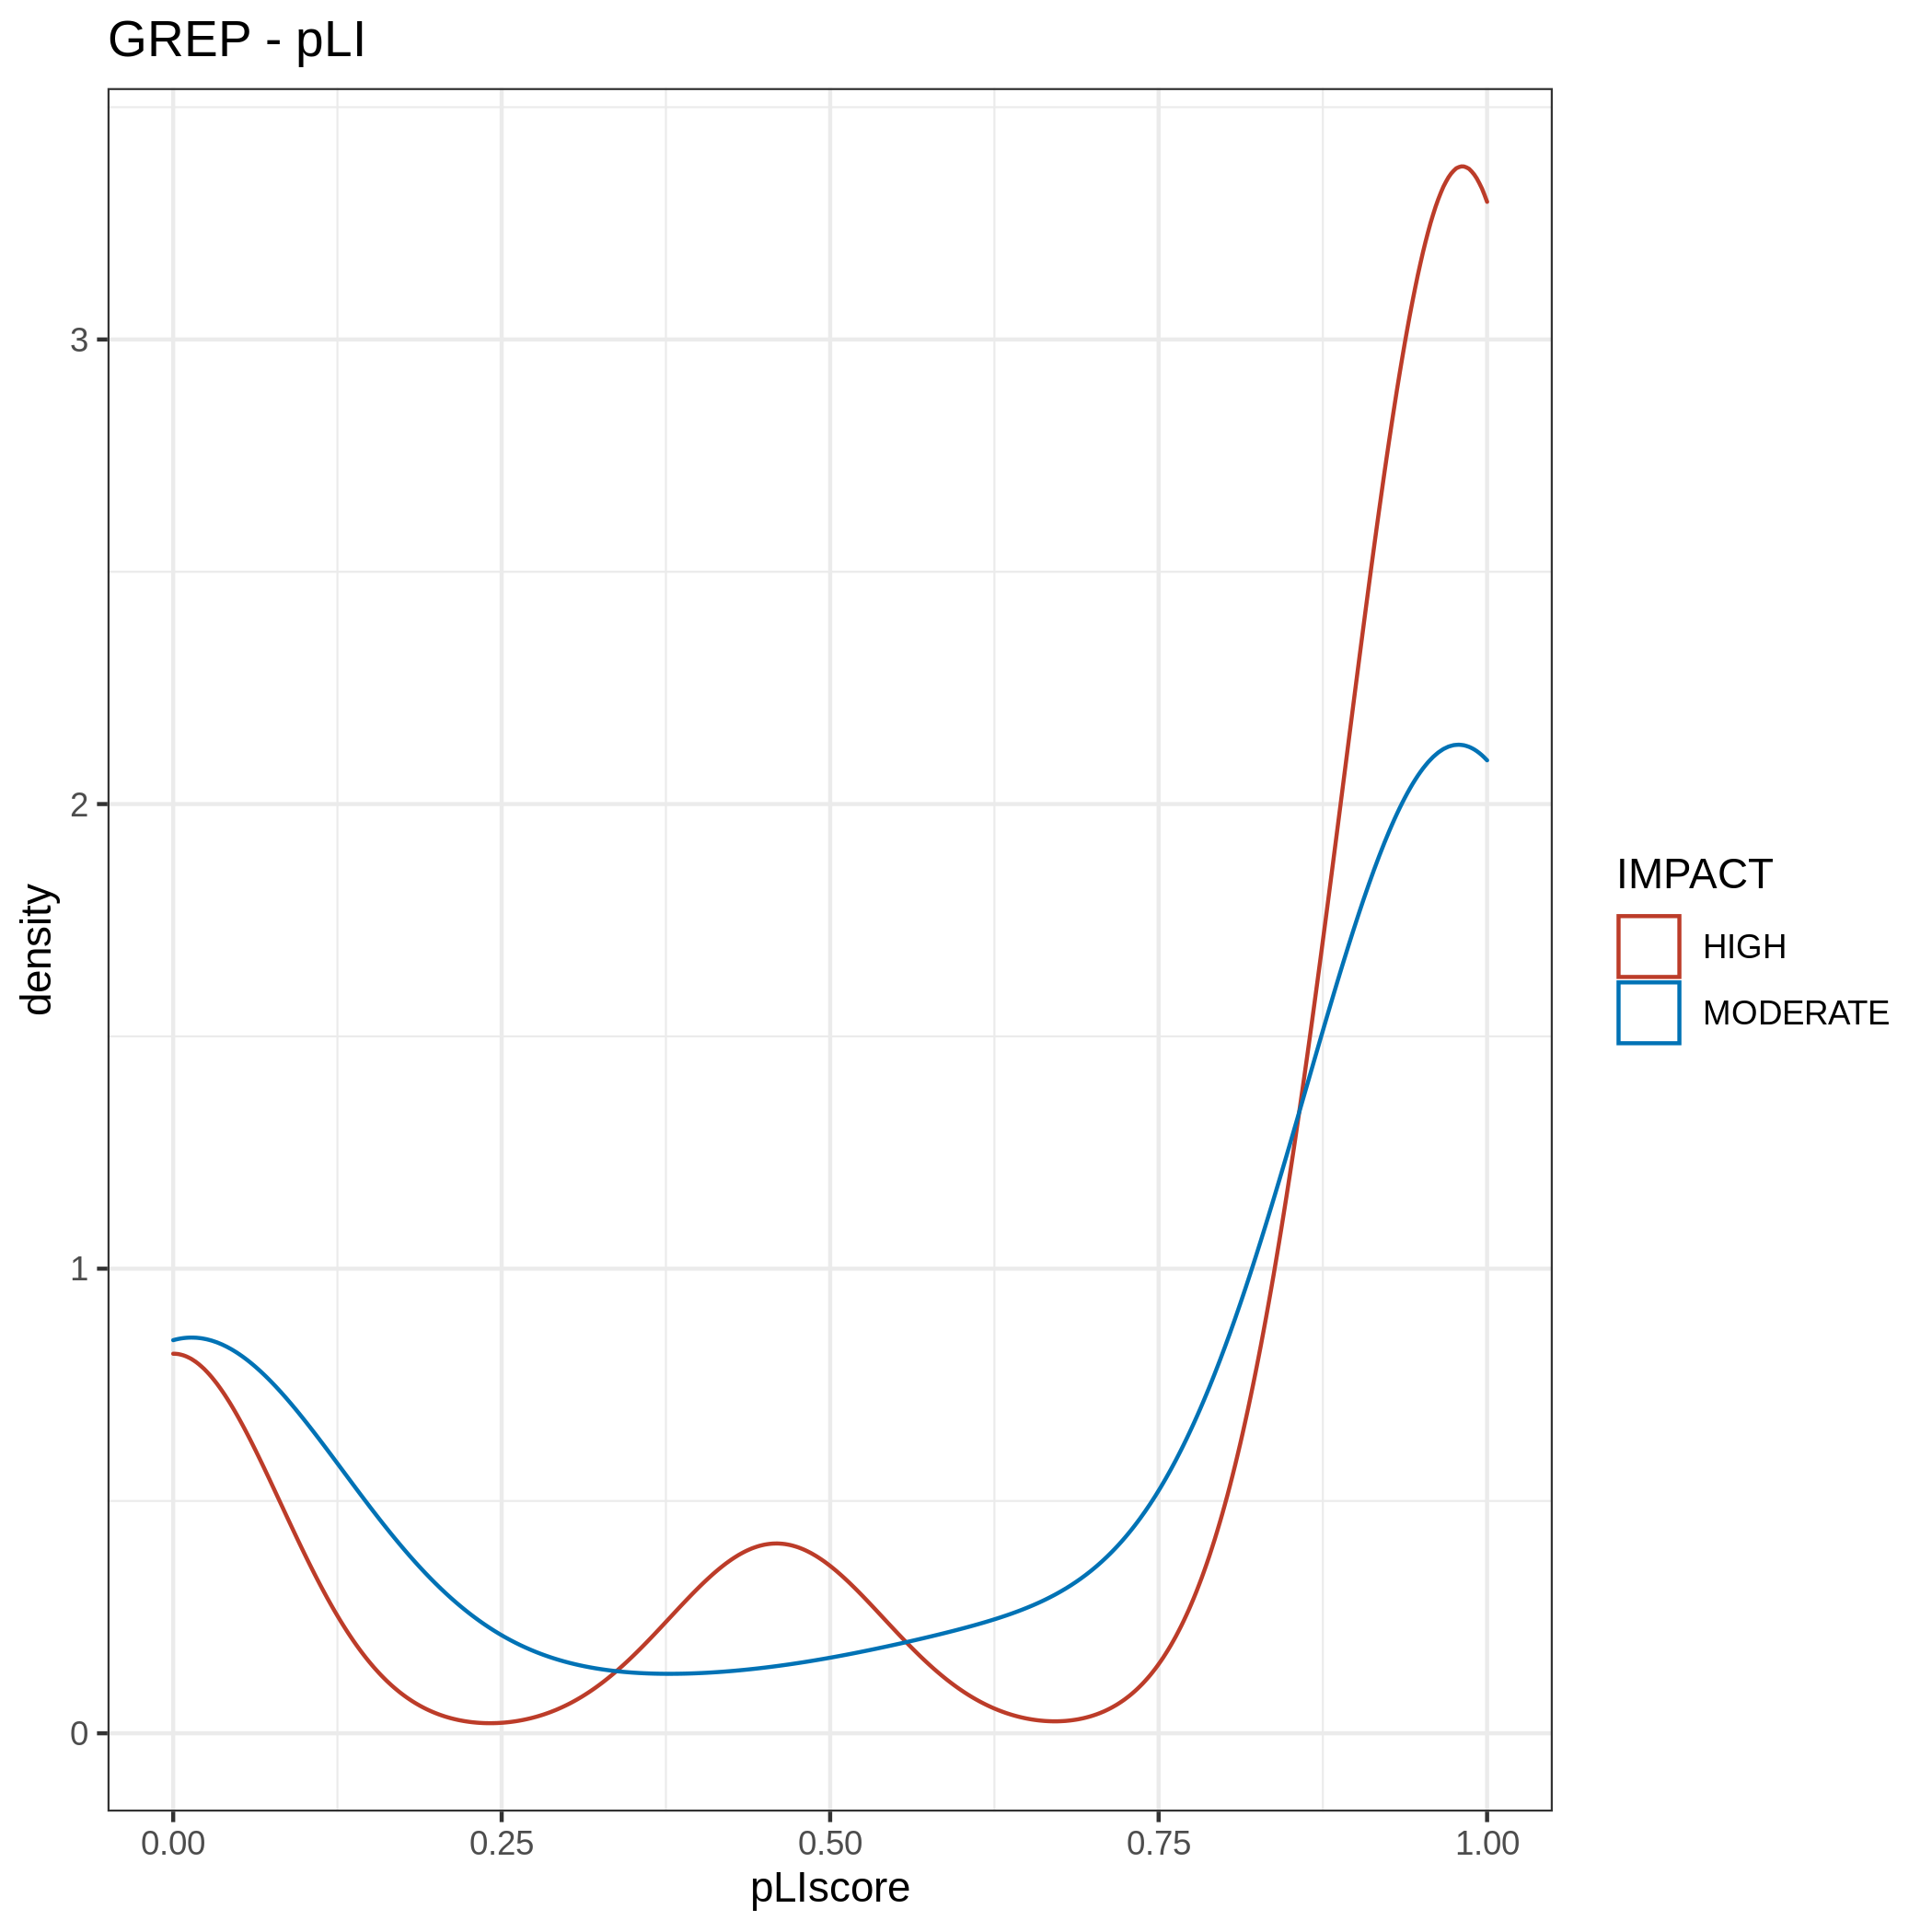 GREP - pLI
3
2
1
0
density
0.00 0.25 0.50 0.75 1.00
pLIscore
IMPACT
HIGH
MODERATE